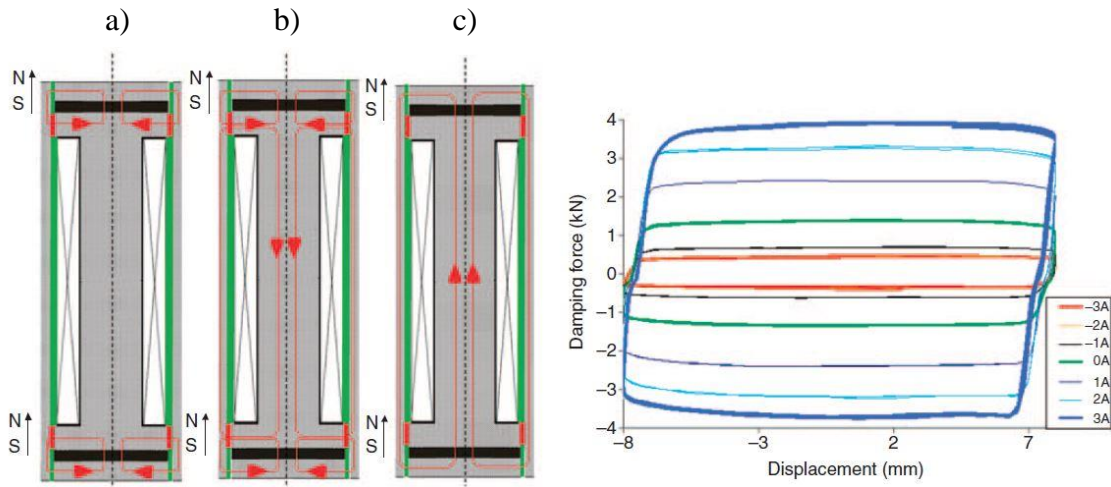 a)
b)
c)
N
S
N
S
N
S
N
S
N
S
N
S
Damping force (kN)
4
3
2
1
0
−1
−2
−3
−4
−8
−3
2
7
Displacement (mm)
−3A
−2A
−1A
0A
1A
2A
3A